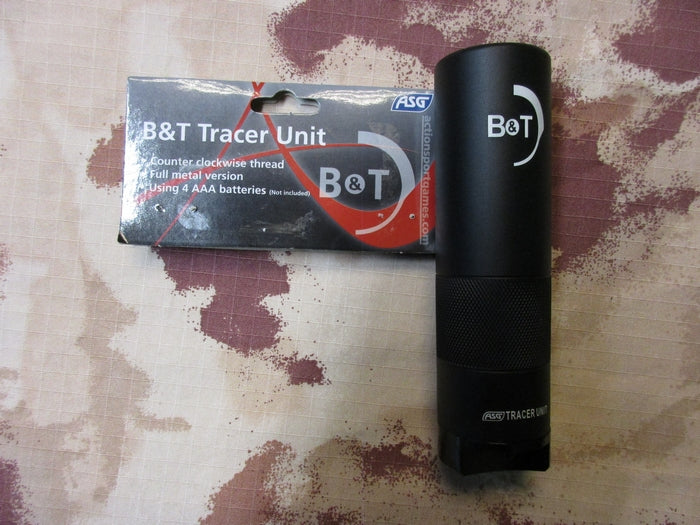 ASG
B&T Tracer Unit
• Counter clockwise thread
• Full metal version
• Using 4 AAA batteries (Not included)
B&T
actionsportgames.com
B&T
ASG TRACER UNIT